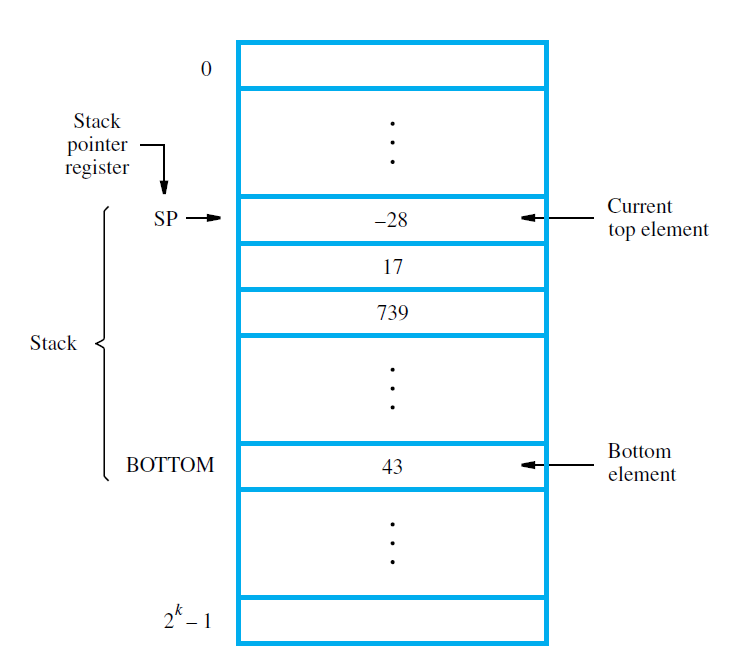 0
Stack
pointer
register
SP
–28
Current
top element
17
739
Stack
BOTTOM
43
Bottom
element
2^k – 1